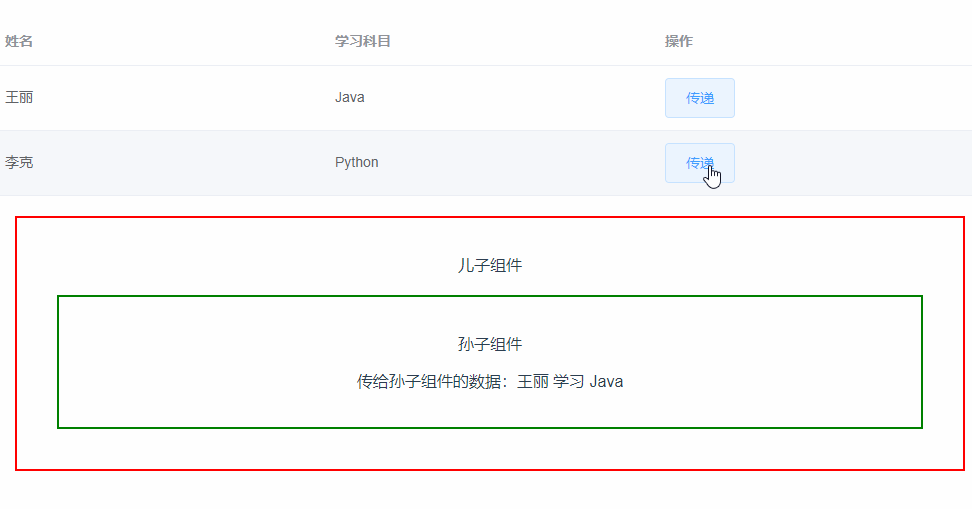 姓名 学习科目 操作
王丽 Java 传递
李克 Python 传递
儿子组件
孙子组件
传给孙子组件的数据：王丽 学习 Java